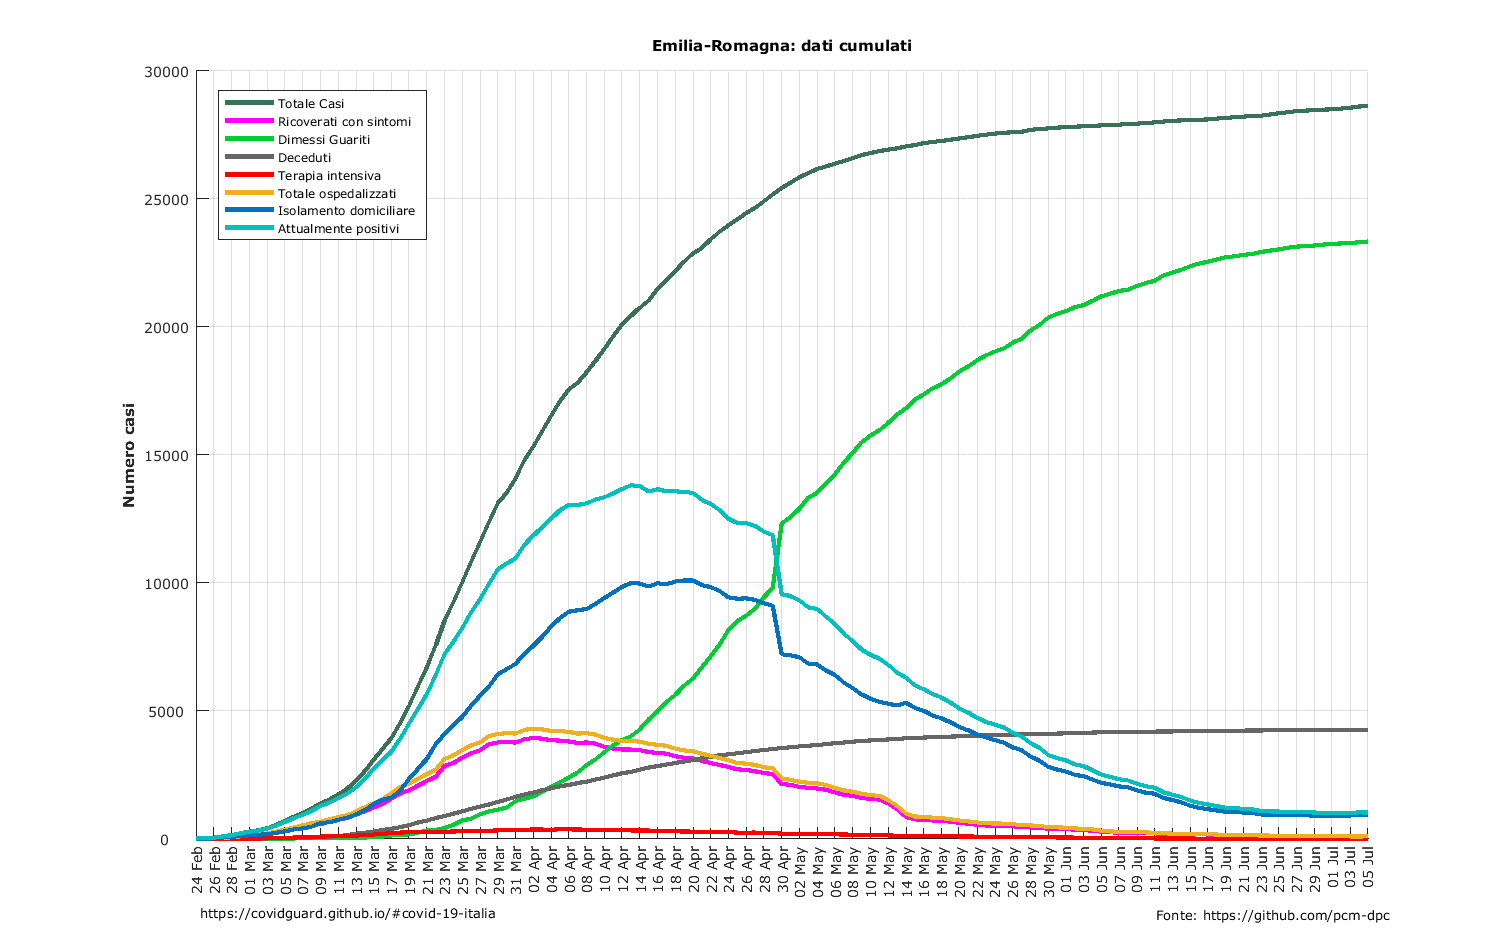 Emilia-Romagna: dati cumulati
30000
25000
20000
15000
10000
5000
0
Numero casi
Totale Casi
Ricoverati con sintomi
Dimessi Guariti
Deceduti
Terapia intensiva
Totale ospedalizzati
Isolamento domiciliare
Attualmente positivi
24 Feb
26 Feb
28 Feb
01 Mar
03 Mar
05 Mar
07 Mar
09 Mar
11 Mar
13 Mar
15 Mar
17 Mar
19 Mar
21 Mar
23 Mar
25 Mar
27 Mar
29 Mar
31 Mar
02 Apr
04 Apr
06 Apr
08 Apr
10 Apr
12 Apr
14 Apr
16 Apr
18 Apr
20 Apr
22 Apr
24 Apr
26 Apr
28 Apr
30 Apr
02 May
04 May
06 May
08 May
10 May
12 May
14 May
16 May
18 May
20 May
22 May
24 May
26 May
28 May
30 May
01 Jun
03 Jun
05 Jun
07 Jun
09 Jun
11 Jun
13 Jun
15 Jun
17 Jun
19 Jun
21 Jun
23 Jun
25 Jun
27 Jun
29 Jun
01 Jul
03 Jul
05 Jul
https://covidguard.github.io/#covid-19-italia
Fonte: https://github.com/pcm-dpc